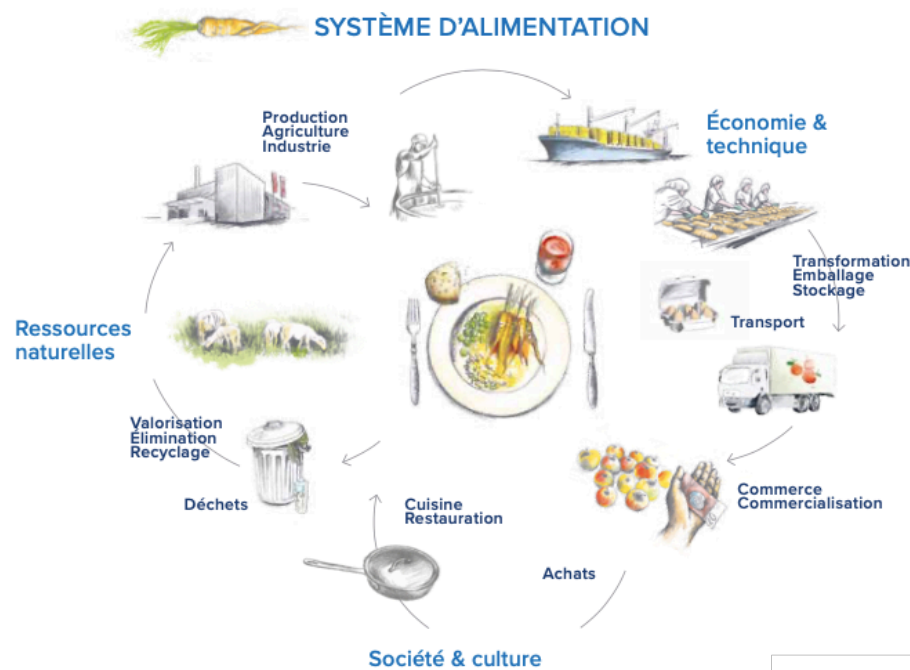 SYSTÈME D'ALIMENTATION
Production
Agriculture
Industrie
Économie &
technique
Transformation
Emballage
Stockage
Transport
Ressources
naturelles
Valorisation
Élimination
Recyclage
Déchets
Cuisine
Restauration
Commerce
Commercialisation
Achats
Société & culture